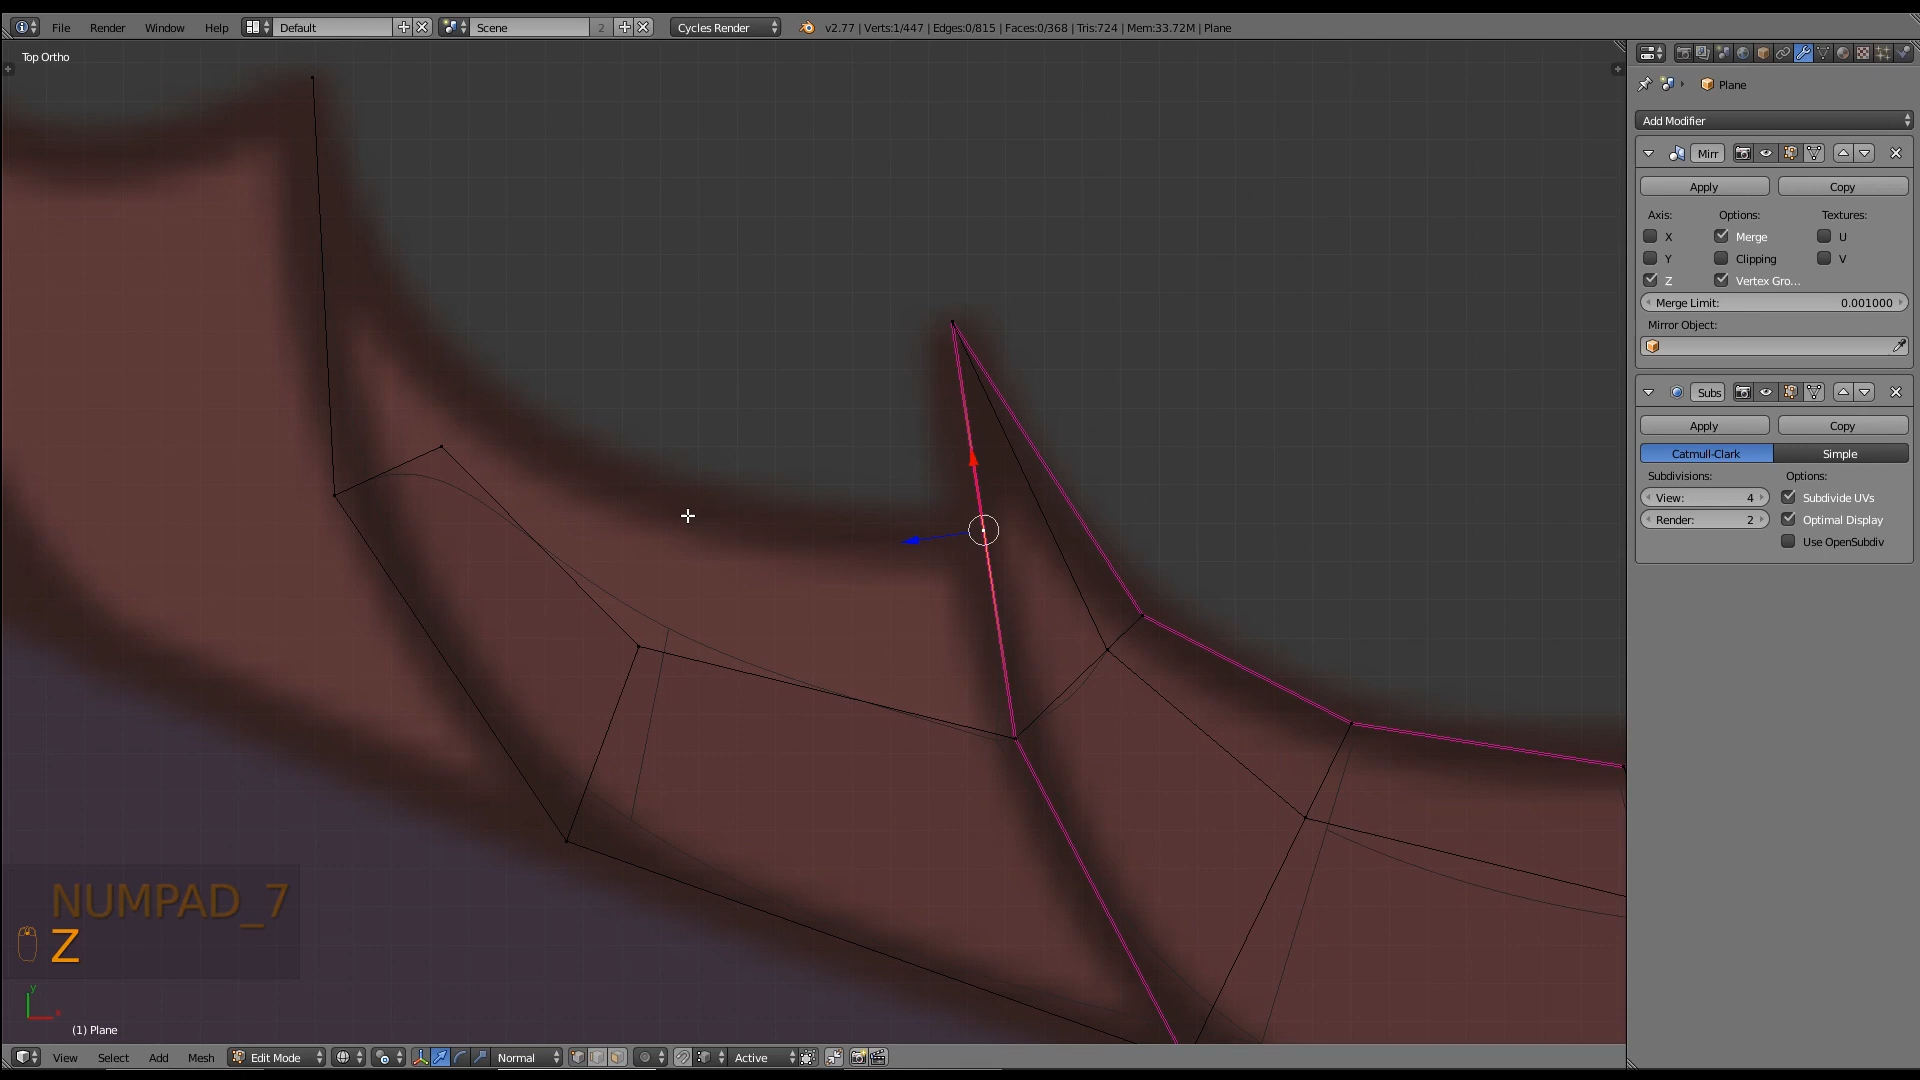 File Render Window Help Default Scene 2 Cycles Render v2.77 | Verts:1/447 | Edges:0/815 | Faces:0/368 | Tris:724 | Mem:33.72M | Plane
Top Ortho
Plane
Add Modifier
Mirr
Apply Copy
Axis: Options: Textures:
X Merge U
Y Clipping V
Z Vertex Gro...
Merge Limit: 0.001000
Mirror Object:
Subs
Apply Copy
Catmull-Clark Simple
Subdivisions: Options:
View: 4 Subdivide UVs
Render: 2 Optimal Display
Use OpenSubdiv
NUMPAD_7
Z
y
x
(1) Plane
View Select Add Mesh Edit Mode Normal Active